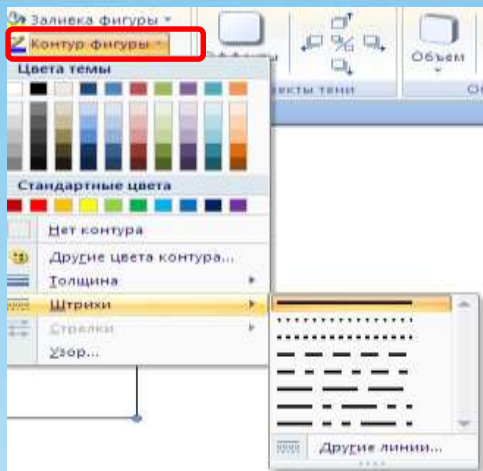 Заливка фигуры
Контур фигуры
Объем
Цвета темы
Стандартные цвета
Нет контура
Другие цвета контура...
Толщина
Штрихи
Стрелки
Узор...
Другие линии...